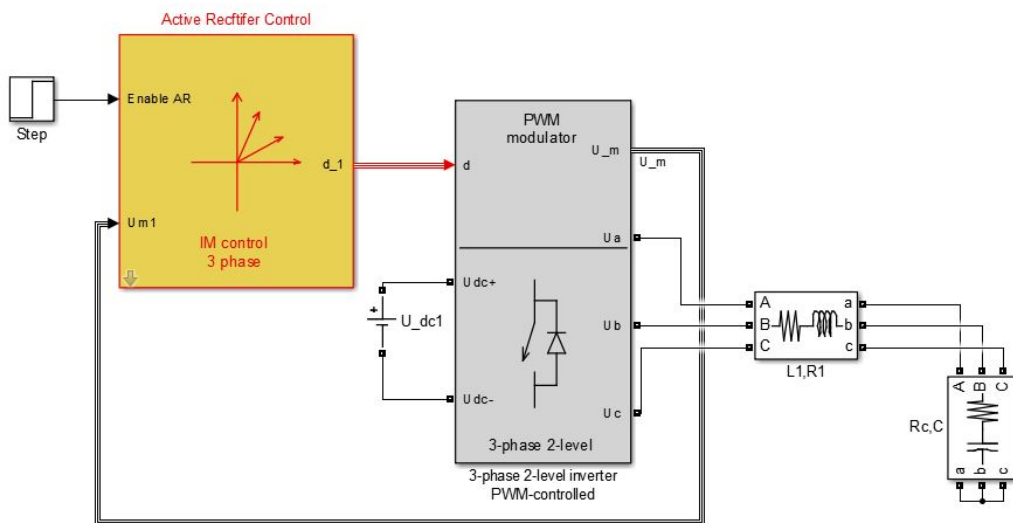 Active Recftifer Control
Enable AR
Step
d_1
Um1
IM control
3 phase
PWM
modulator
U_m
U_m
d
Ua
Udc+
U_dc1
+
Ub
Udc-
Uc
3-phase 2-level
3-phase 2-level inverter
PWM-controlled
A a
B b
C c
L1,R1
A B C
Rc,C
a b c